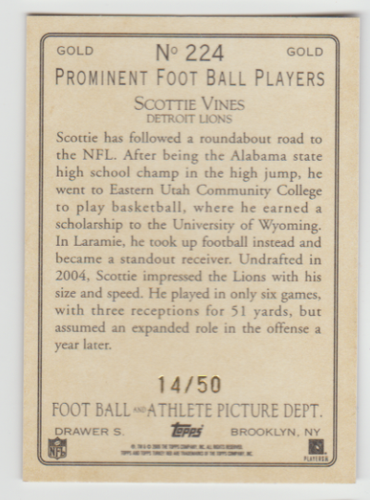 GOLD Nº 224 GOLD
PROMINENT FOOT BALL PLAYERS
SCOTTIE VINES
DETROIT LIONS
Scottie has followed a roundabout road to
the NFL. After being the Alabama state
high school champ in the high jump, he
went to Eastern Utah Community College
to play basketball, where he earned a
scholarship to the University of Wyoming.
In Laramie, he took up football instead and
became a standout receiver. Undrafted in
2004, Scottie impressed the Lions with his
size and speed. He played in only six games,
with three receptions for 51 yards, but
assumed an expanded role in the offense a
year later.
14/50
FOOT BALL AND ATHLETE PICTURE DEPT.
DRAWER S. Topps BROOKLYN, NY
NFL
PLAYERS